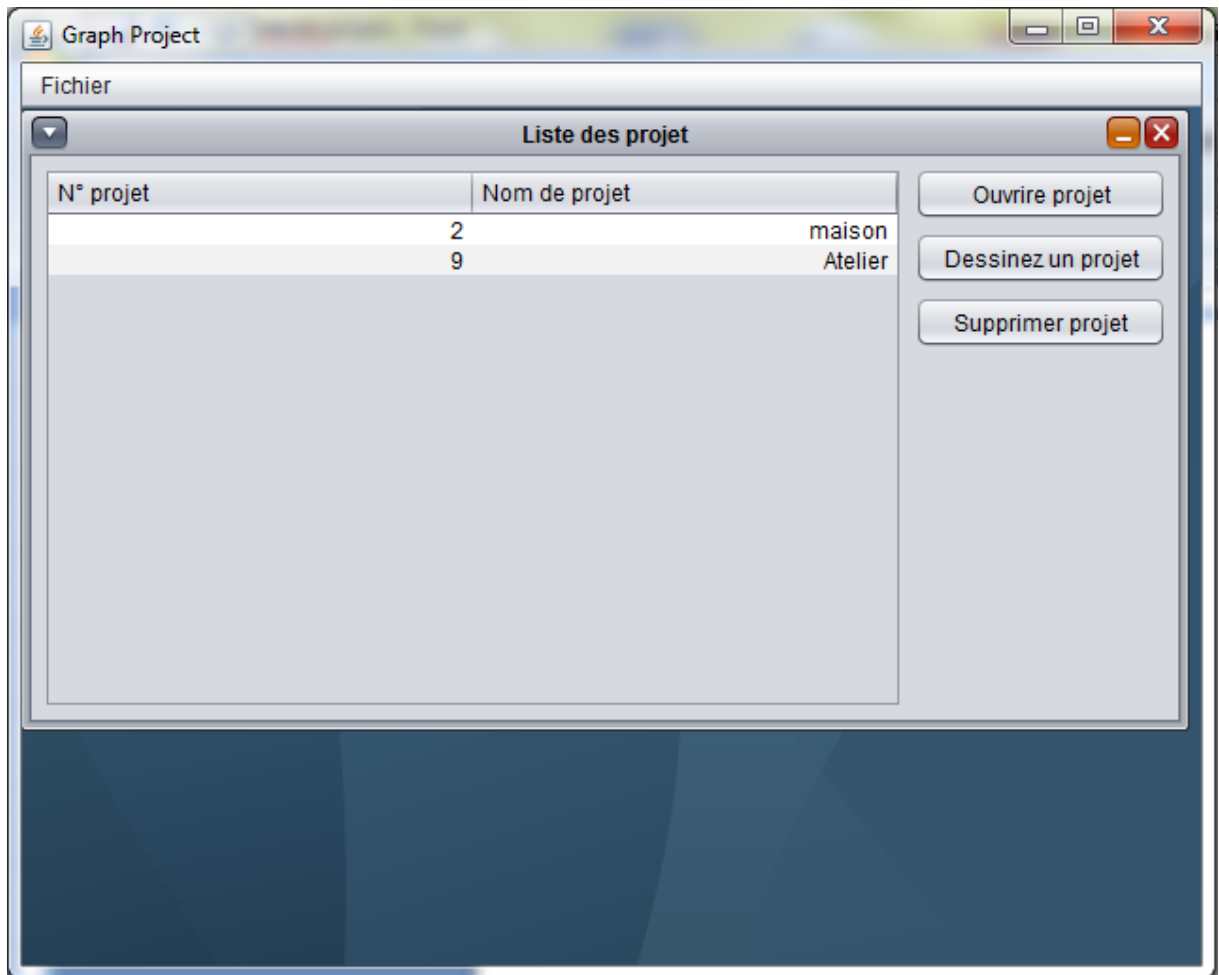 Graph Project
Fichier
Liste des projet
N° projet Nom de projet
2 maison
9 Atelier
Ouvrire projet
Dessinez un projet
Supprimer projet